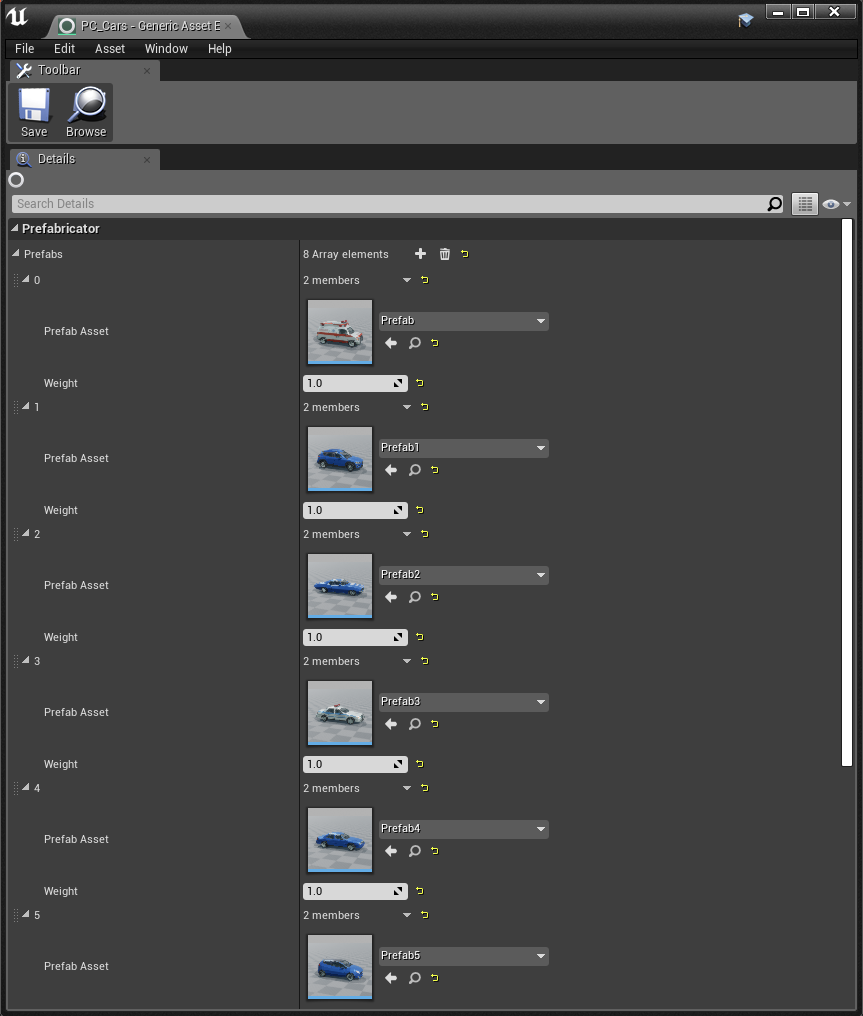 PC_Cars - Generic Asset E
File Edit Asset Window Help
Toolbar
Save Browse
Details
Search Details
Prefabricator
Prefabs 8 Array elements
0 2 members
Prefab Asset Prefab
Weight 1.0
1 2 members
Prefab Asset Prefab1
Weight 1.0
2 2 members
Prefab Asset Prefab2
Weight 1.0
3 2 members
Prefab Asset Prefab3
Weight 1.0
4 2 members
Prefab Asset Prefab4
Weight 1.0
5 2 members
Prefab Asset Prefab5